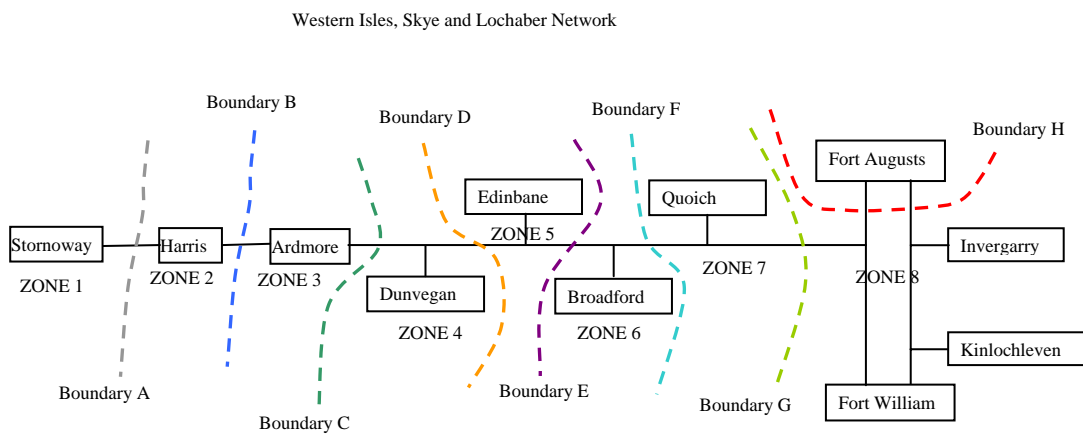 Western Isles, Skye and Lochaber Network
Boundary B
Boundary D
Boundary F
Boundary H
Fort Augusts
Edinbane
Quoich
Stornoway
Harris
Ardmore
ZONE 5
Invergarry
ZONE 1
ZONE 2
ZONE 3
ZONE 7
ZONE 8
Dunvegan
Broadford
ZONE 4
ZONE 6
Kinlochleven
Boundary A
Boundary E
Boundary G
Fort William
Boundary C